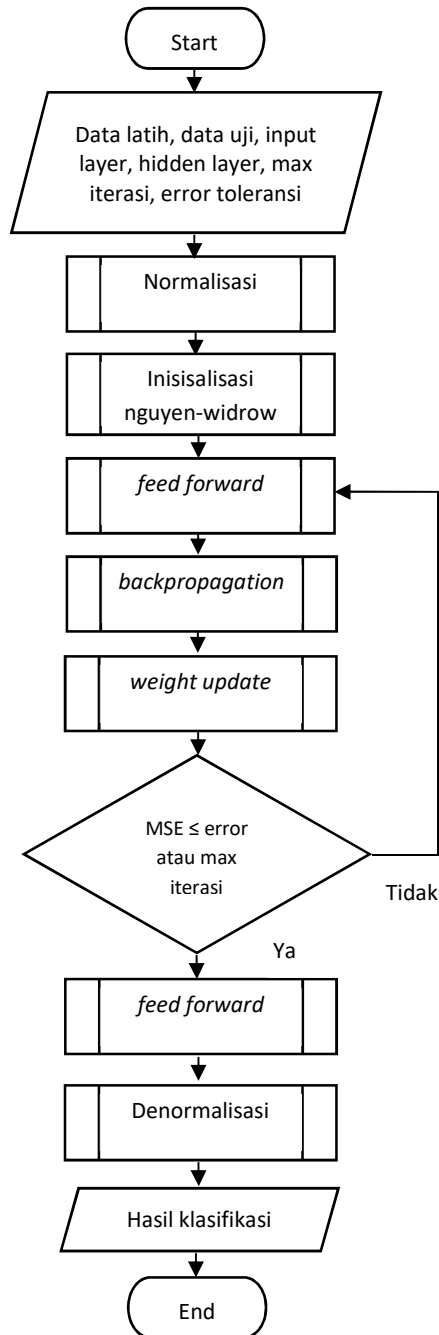 Start
Data latih, data uji, input
layer, hidden layer, max
iterasi, error toleransi
Normalisasi
Inisisalisasi
nguyen-widrow
feed forward
backpropagation
weight update
MSE ≤ error
atau max
iterasi
Tidak
Ya
feed forward
Denormalisasi
Hasil klasifikasi
End